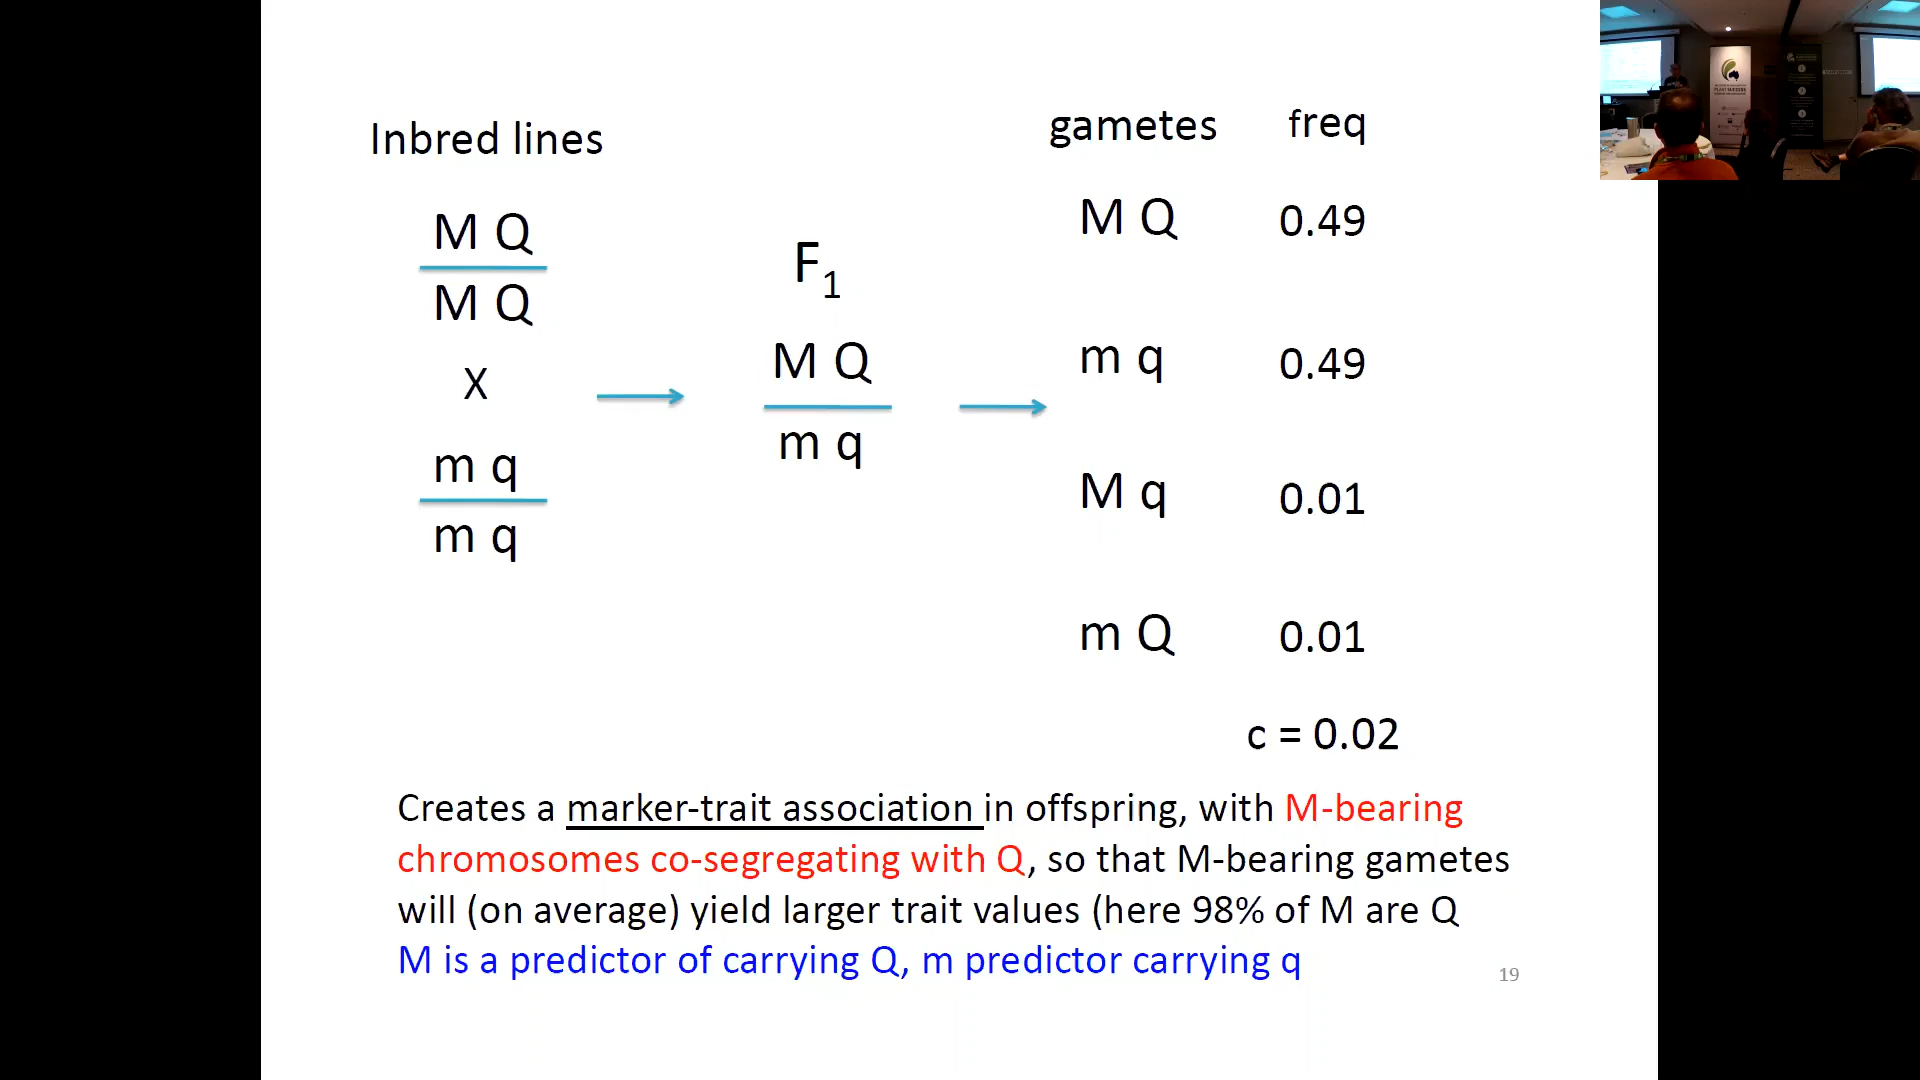 Inbred lines
gametes freq
M Q
M Q
X
m q
m q
F1
M Q
m q
M Q 0.49
m q 0.49
M q 0.01
m Q 0.01
c = 0.02
Creates a marker-trait association in offspring, with M-bearing
chromosomes co-segregating with Q, so that M-bearing gametes
will (on average) yield larger trait values (here 98% of M are Q
M is a predictor of carrying Q, m predictor carrying q
19
PLANT SUCCESS